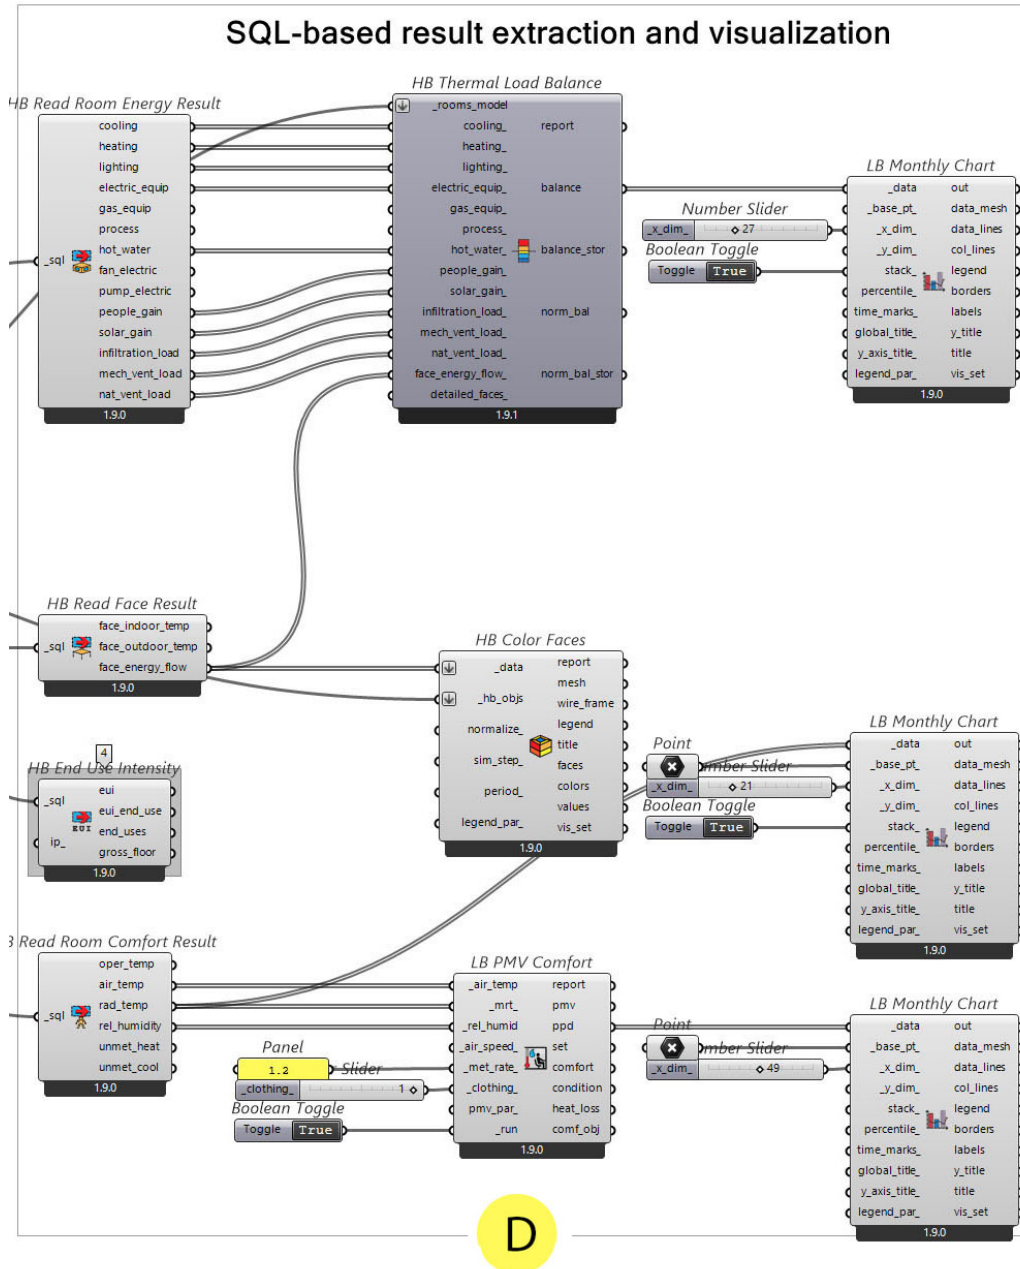 SQL-based result extraction and visualization
HB Read Room Energy Result
cooling
heating
lighting
electric_equip
gas_equip
process
hot_water
_sql
fan_electric
pump_electric
people_gain
solar_gain
infiltration_load
mech_vent_load
nat_vent_load
1.9.0
HB Thermal Load Balance
_rooms_model
cooling_ report
heating_
lighting_
electric_equip_ balance
gas_equip_
process_
hot_water_ balance_stor
people_gain_
solar_gain_
infiltration_load_ norm_bal
mech_vent_load_
nat_vent_load_
face_energy_flow_ norm_bal_stor
detailed_faces_
1.9.1
Number Slider
_x_dim_ 27
Boolean Toggle
Toggle True
LB Monthly Chart
_data out
_base_pt_ data_mesh
_x_dim_ data_lines
_y_dim_ col_lines
stack_ legend
percentile_ borders
time_marks_ labels
global_title_ y_title
y_axis_title_ title
legend_par_ vis_set
1.9.0
HB Read Face Result
face_indoor_temp
_sql face_outdoor_temp
face_energy_flow
1.9.0
HB Color Faces
_data
_hb_objs
normalize_
sim_step_
period_
legend_par_
report
mesh
wire_frame
legend
title
faces
colors
values
vis_set
1.9.0
4
HB End Use Intensity
_sql
ip_
EUI
eui
eui_end_use
end_uses
gross_floor
1.9.0
Point
umber Slider
_x_dim_ 21
Boolean Toggle
Toggle True
LB Monthly Chart
_data out
_base_pt_ data_mesh
_x_dim_ data_lines
_y_dim_ col_lines
stack_ legend
percentile_ borders
time_marks_ labels
global_title_ y_title
y_axis_title_ title
legend_par_ vis_set
1.9.0
B Read Room Comfort Result
oper_temp
air_temp
rad_temp
_sql rel_humidity
unmet_heat
unmet_cool
1.9.0
Panel
1.2
r Slider
_clothing_ 1
Boolean Toggle
Toggle True
LB PMV Comfort
_air_temp report
_mrt_ pmv
_rel_humid ppd
_air_speed_ set
_met_rate_ comfort
_clothing_ condition
pmv_par_ heat_loss
_run comf_obj
1.9.0
Point
umber Slider
_x_dim_ 49
LB Monthly Chart
_data out
_base_pt_ data_mesh
_x_dim_ data_lines
_y_dim_ col_lines
stack_ legend
percentile_ borders
time_marks_ labels
global_title_ y_title
y_axis_title_ title
legend_par_ vis_set
1.9.0
D